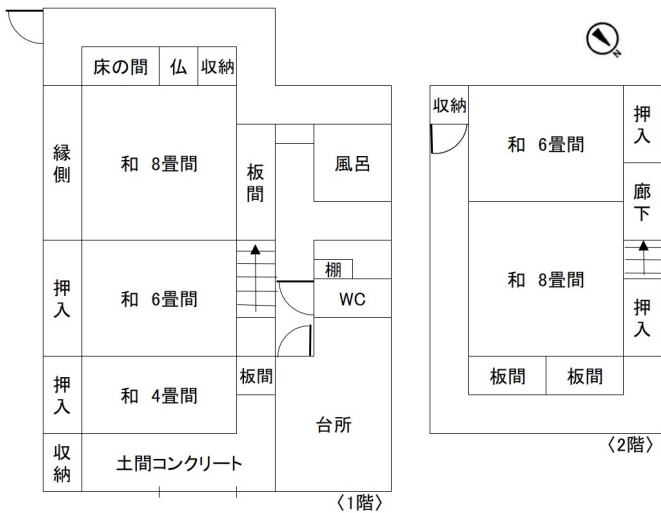 床の間
仏
収納
縁側
和 8畳間
板間
風呂
棚
WC
押入
和 6畳間
押入
和 4畳間
板間
台所
収納
土間コンクリート
〈1階〉
N
収納
和 6畳間
押入
廊下
和 8畳間
押入
板間
板間
〈2階〉